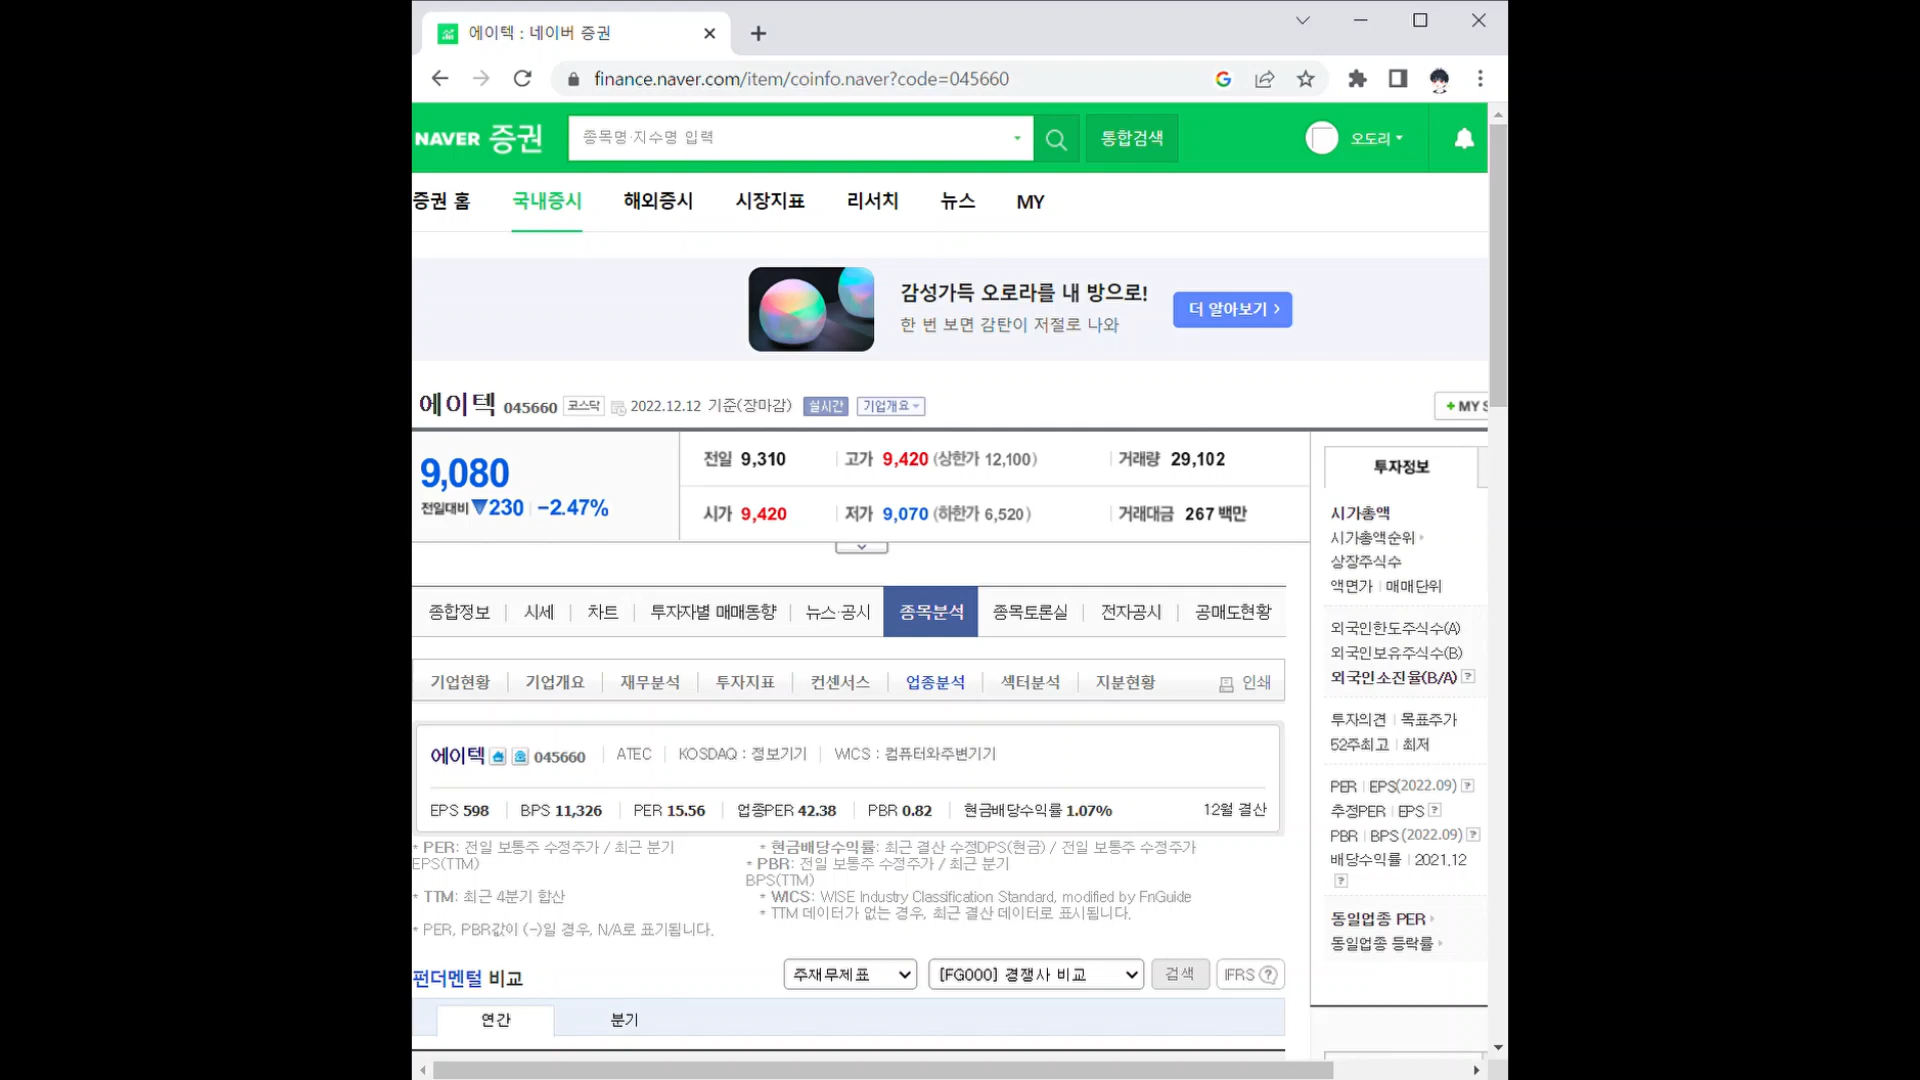 에이텍 : 네이버 증권
finance.naver.com/item/coinfo.naver?code=045660
NAVER 증권
종목명·지수명 입력
통합검색
오도리
증권 홈 국내증시 해외증시 시장지표 리서치 뉴스 MY
감성가득 오로라를 내 방으로!
한 번 보면 감탄이 저절로 나와
더 알아보기 >
에이텍 045660 코스닥 2022.12.12 기준(장마감) 실시간 기업개요
+ MY S
9,080
전일대비 ▼230 -2.47%
전일 9,310 고가 9,420 (상한가 12,100) 거래량 29,102
시가 9,420 저가 9,070 (하한가 6,520) 거래대금 267 백만
종합정보 시세 차트 투자자별 매매동향 뉴스·공시 종목분석 종목토론실 전자공시 공매도현황
기업현황 기업개요 재무분석 투자지표 컨센서스 업종분석 섹터분석 지분현황 인쇄
에이텍 045660 ATEC KOSDAQ : 정보기기 WICS : 컴퓨터와주변기기
EPS 598 BPS 11,326 PER 15.56 업종PER 42.38 PBR 0.82 현금배당수익률 1.07% 12월 결산
* PER: 전일 보통주 수정주가 / 최근 분기
EPS(TTM)
* TTM: 최근 4분기 합산
* PER, PBR값이 (-)일 경우, N/A로 표기됩니다.
* 현금배당수익률: 최근 결산 수정DPS(현금) / 전일 보통주 수정주가
* PBR: 전일 보통주 수정주가 / 최근 분기
BPS(TTM)
* WICS: WISE Industry Classification Standard, modified by FnGuide
* TTM 데이터가 없는 경우, 최근 결산 데이터로 표시됩니다.
펀더멘털 비교
주재무제표 [FG000] 경쟁사 비교 검색 IFRS ?
연간 분기
투자정보
시가총액
시가총액순위
상장주식수
액면가 | 매매단위
외국인한도주식수(A)
외국인보유주식수(B)
외국인소진율(B/A) ?
투자의견 | 목표주가
52주최고 | 최저
PER | EPS(2022.09) ?
추정PER | EPS ?
PBR | BPS (2022.09) ?
배당수익률 | 2021.12
?
동일업종 PER
동일업종 등락률